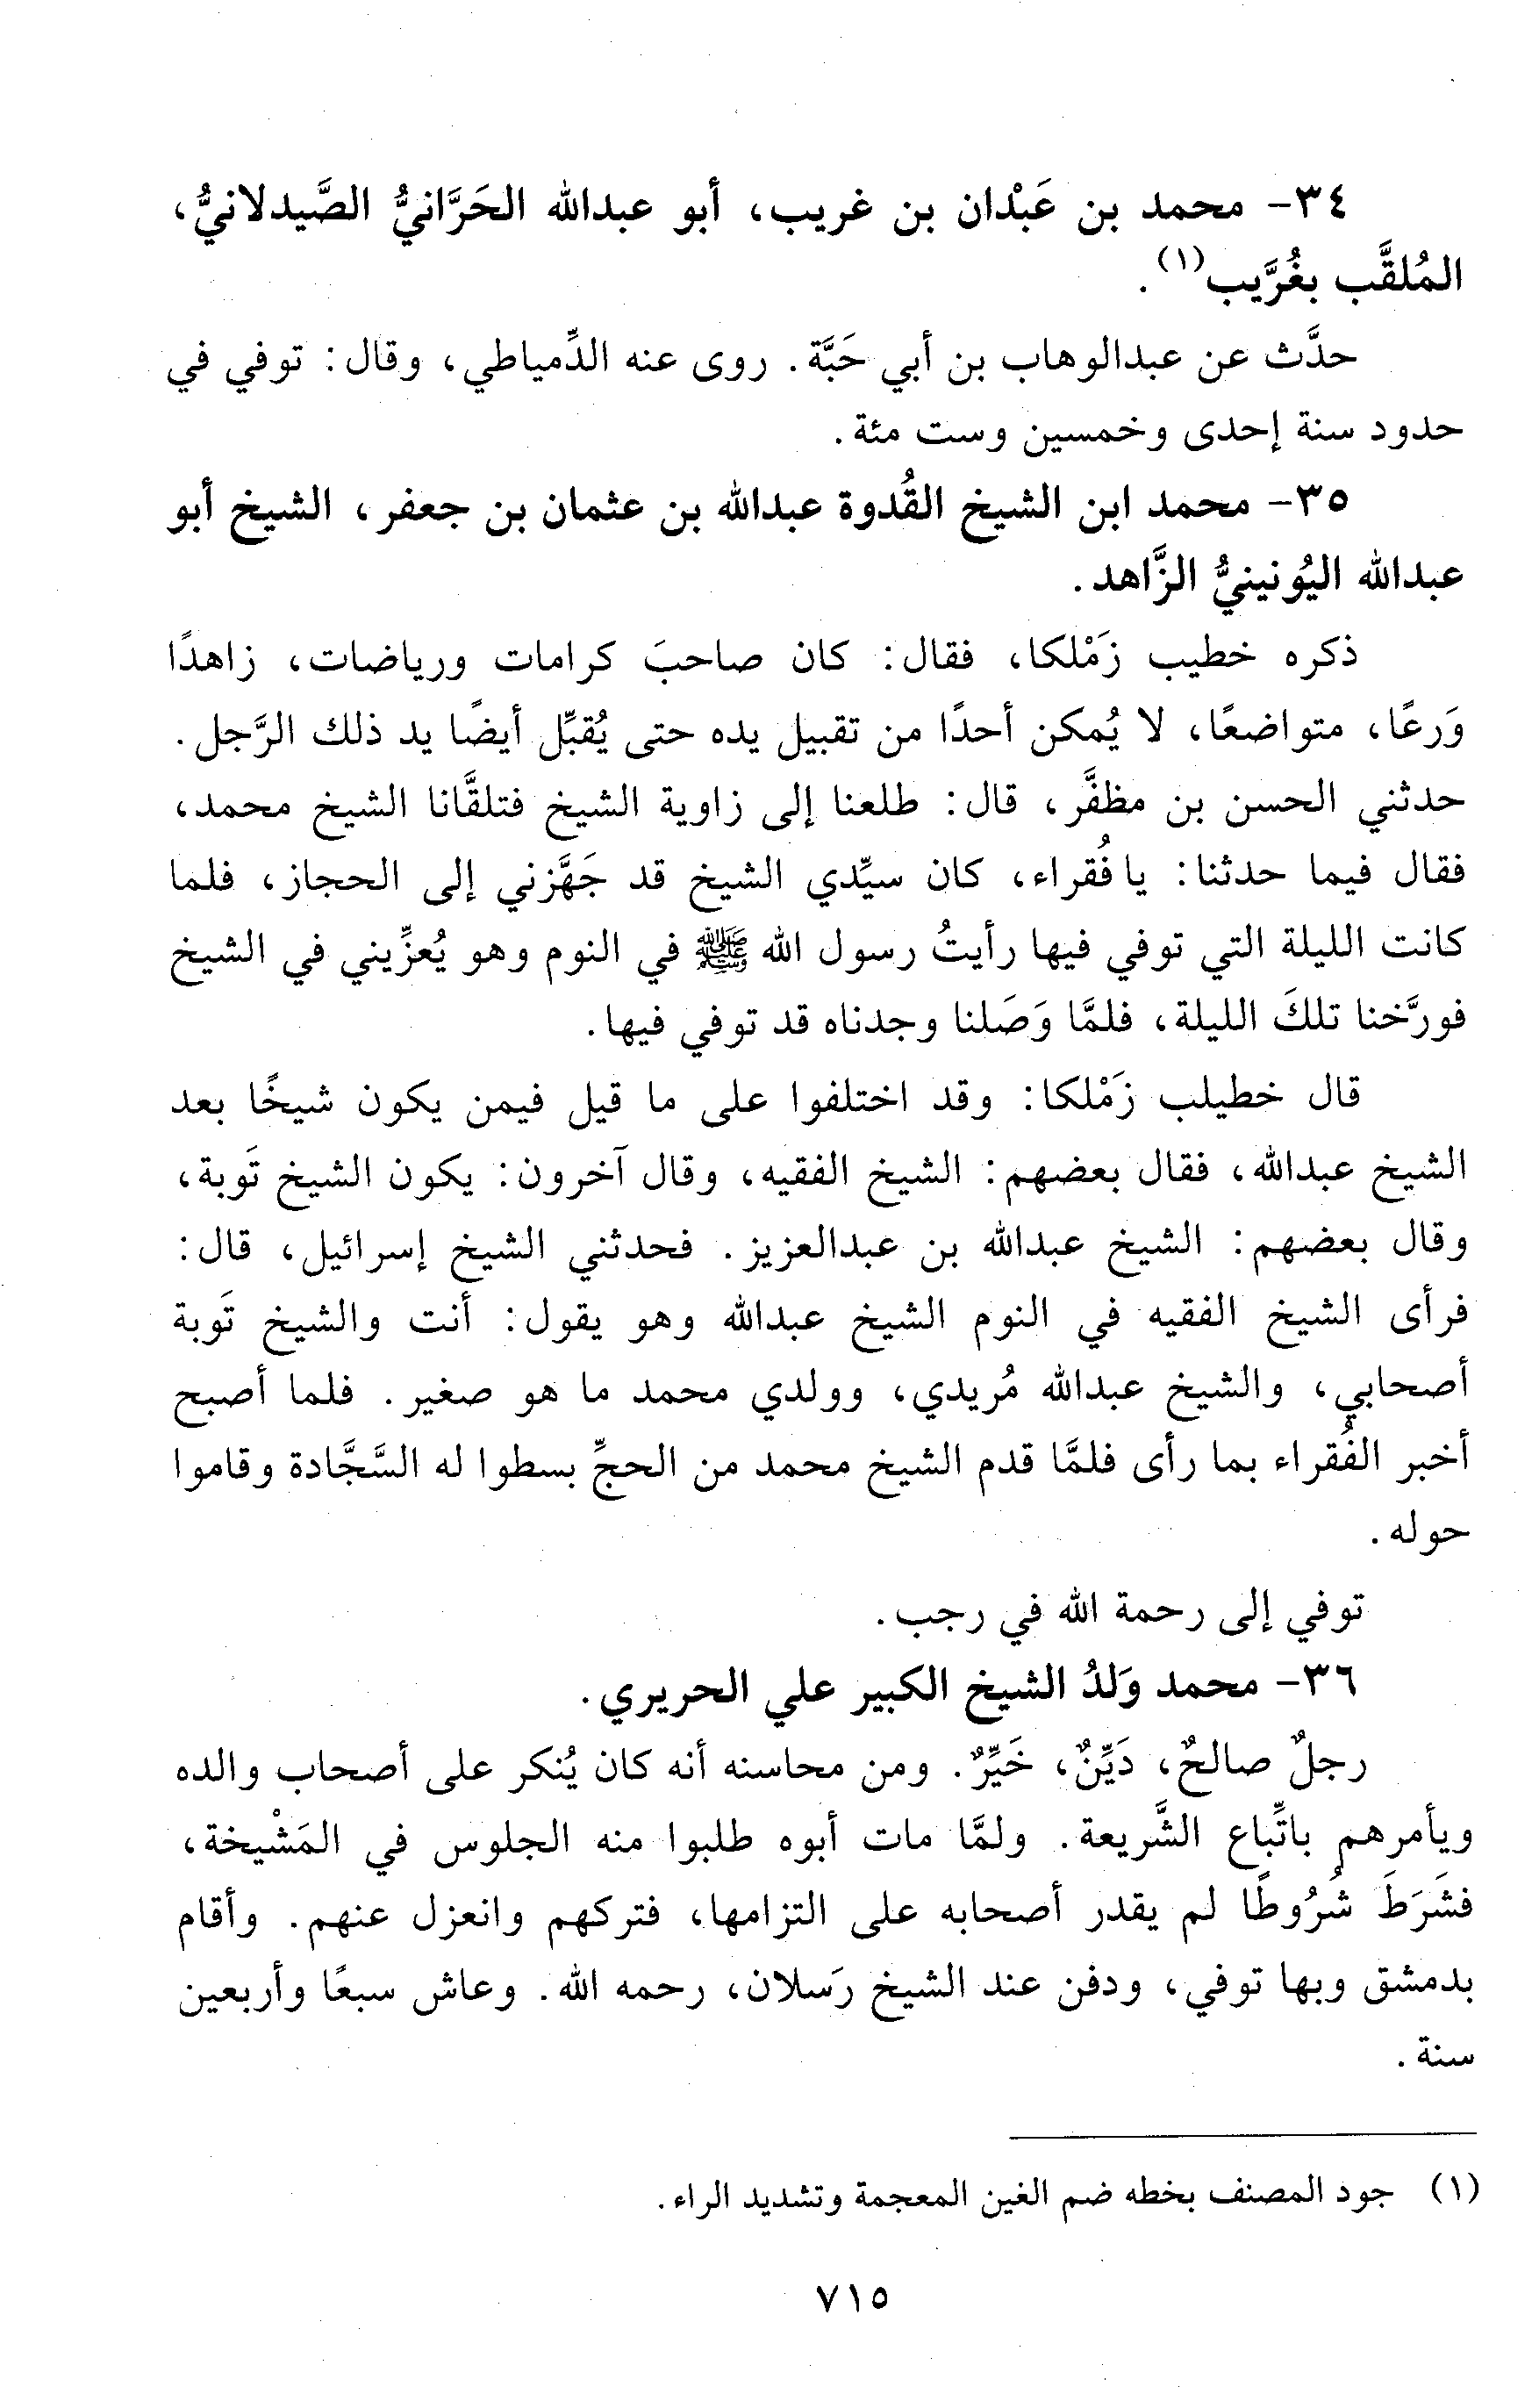 ٣٤- محمد بن عَبْدان بن غريب، أبو عبدالله الحَرَّانيُّ الصَّيدلانيُّ،
المُلقَّب بغُرَّيب(١).
حدَّث عن عبدالوهاب بن أبي حَبَّة. روى عنه الدِّمياطي، وقال: توفي في
حدود سنة إحدى وخمسين وست مئة.
٣٥- محمد ابن الشيخ القُدوة عبدالله بن عثمان بن جعفر، الشيخ أبو
عبدالله اليُونينيُّ الزَّاهد.
ذكره خطيب زَمْلكا، فقال: كان صاحبَ كرامات ورياضات، زاهدًا
وَرعًا، متواضعًا، لا يُمكن أحدًا من تقبيل يده حتى يُقبِّل أيضًا يد ذلك الرَّجل.
حدثني الحسن بن مظفَّر، قال: طلعنا إلى زاوية الشيخ فتلقَّانا الشيخ محمد،
فقال فيما حدثنا: يا فُقراء، كان سيِّدي الشيخ قد جَهَّزني إلى الحجاز، فلما
كانت الليلة التي توفي فيها رأيتُ رسول الله ﷺ في النوم وهو يُعزِّيني في الشيخ
فورَّخنا تلكَ الليلة، فلمَّا وَصَلنا وجدناه قد توفي فيها.
قال خطيلب زَمْلكا: وقد اختلفوا على ما قيل فيمن يكون شيخًا بعد
الشيخ عبدالله، فقال بعضهم: الشيخ الفقيه، وقال آخرون: يكون الشيخ تَوبة،
وقال بعضهم: الشيخ عبدالله بن عبدالعزيز. فحدثني الشيخ إسرائيل، قال:
فرأى الشيخ الفقيه في النوم الشيخ عبدالله وهو يقول: أنت والشيخ تَوبة
أصحابي، والشيخ عبدالله مُريدي، وولدي محمد ما هو صغير. فلما أصبح
أخبر الفُقراء بما رأى فلمَّا قدم الشيخ محمد من الحجِّ بسطوا له السَّجَّادة وقاموا
حوله.
توفي إلى رحمة الله في رجب.
٣٦- محمد وَلدُ الشيخ الكبير علي الحريري.
رجلٌ صالحٌ، دَيِّنٌ، خَيِّرٌ. ومن محاسنه أنه كان يُنكر على أصحاب والده
ويأمرهم باتِّباع الشَّريعة. ولمَّا مات أبوه طلبوا منه الجلوس في المَشْيخة،
فشَرَطَ شُرُوطًا لم يقدر أصحابه على التزامها، فتركهم وانعزل عنهم. وأقام
بدمشق وبها توفي، ودفن عند الشيخ رَسلان، رحمه الله. وعاش سبعًا وأربعين
سنة.
(١) جود المصنف بخطه ضم الغين المعجمة وتشديد الراء.
٧١٥